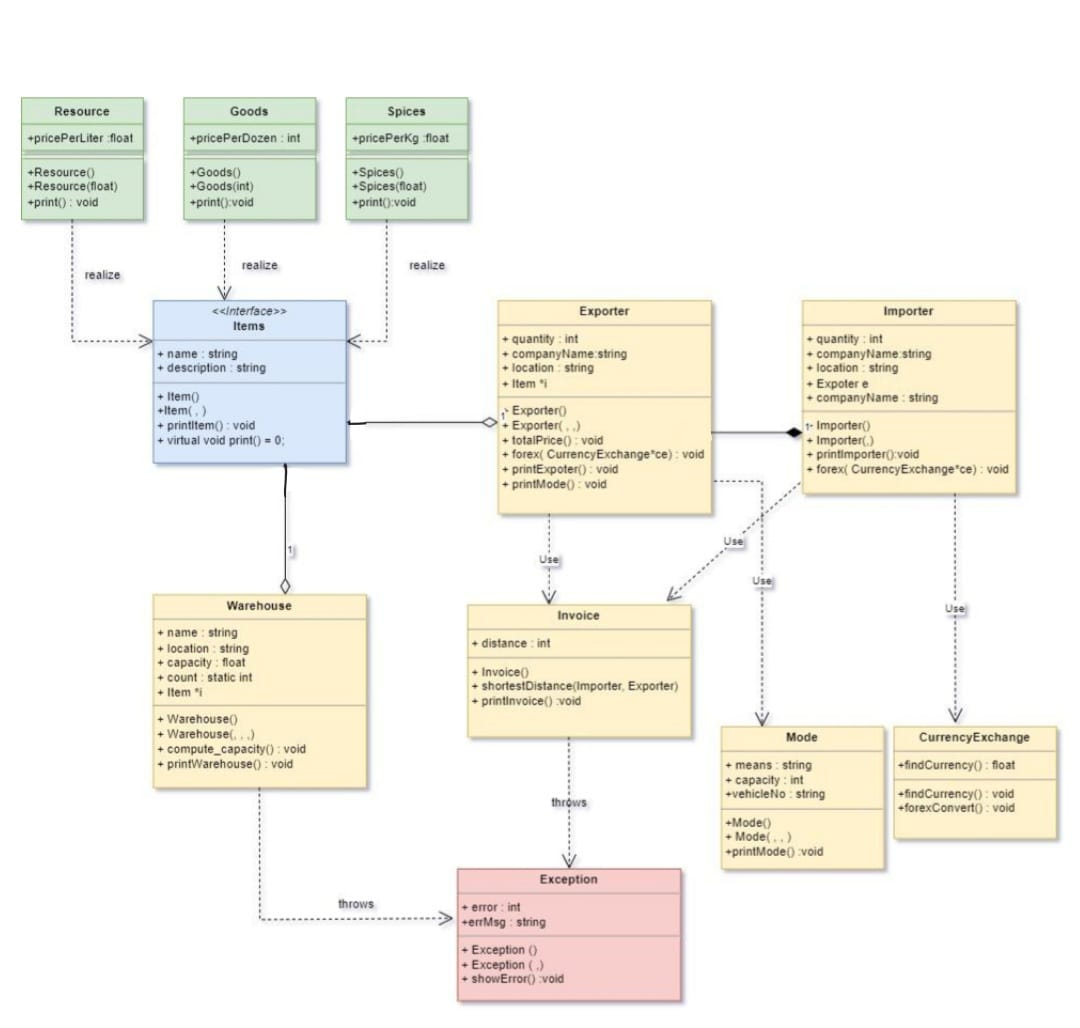 Resource
+pricePerLiter :float
+Resource()
+Resource(float)
+print() : void
Goods
+pricePerDozen : int
+Goods()
+Goods(int)
+print():void
Spices
+pricePerKg :float
+Spices()
+Spices(float)
+print():void
realize
realize
realize
<<Interface>>
Items
+ name : string
+ description : string
+ Item()
+Item( , )
+ printItem() : void
+ virtual void print() = 0;
Exporter
+ quantity : int
+ companyName:string
+ location : string
+ Item *i
1
Exporter()
+ Exporter( , ,)
+ totalPrice() : void
+ forex( CurrencyExchange*ce) : void
+ printExpoter() : void
+ printMode() : void
Importer
+ quantity : int
+ companyName:string
+ location : string
+ Expoter e
+ companyName : string
1
Importer()
+ Importer(,)
+ printImporter():void
+ forex( CurrencyExchange*ce) : void
1
Use
Use
Use
Use
Warehouse
+ name : string
+ location : string
+ capacity : float
+ count : static int
+ Item *i
+ Warehouse()
+ Warehouse(, , ,)
+ compute_capacity() : void
+ printWarehouse() : void
Invoice
+ distance : int
+ Invoice()
+ shortestDistance(Importer, Exporter)
+ printInvoice() :void
Mode
+ means : string
+ capacity : int
+vehicleNo : string
+Mode()
+ Mode( , , )
+printMode() :void
CurrencyExchange
+findCurrency() : float
+findCurrency() : void
+forexConvert() : void
throws
throws
Exception
+ error : int
+errMsg : string
+ Exception ()
+ Exception ( ,)
+ showError() :void